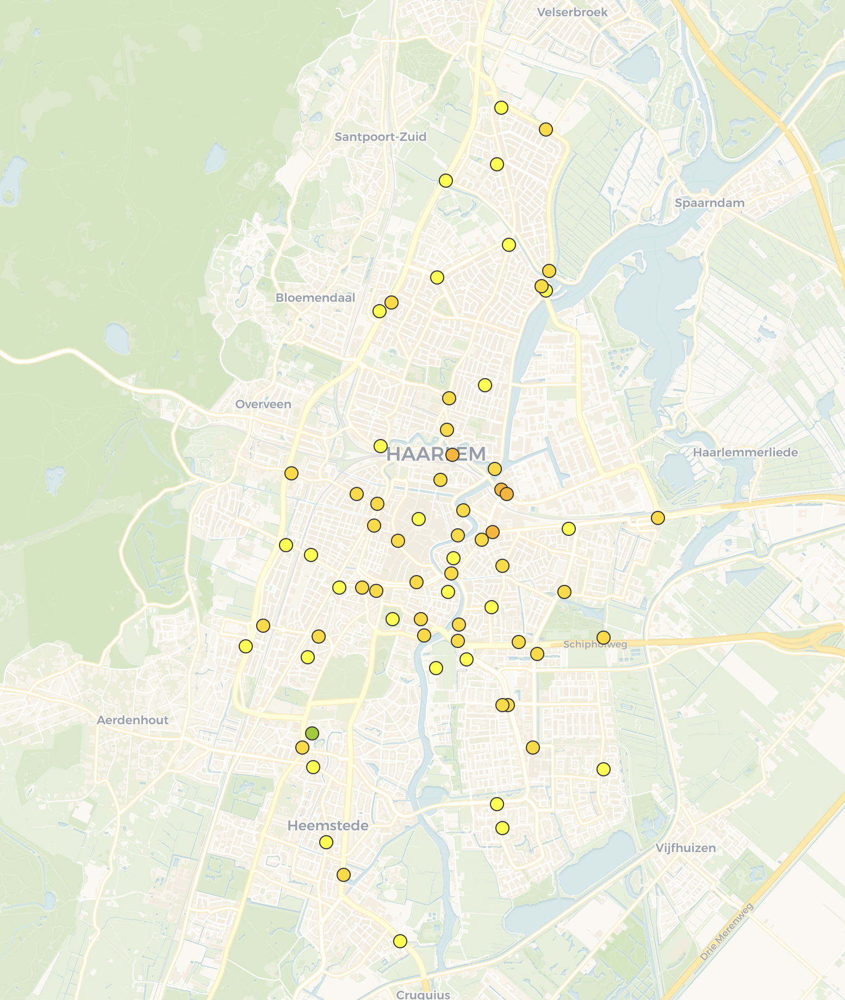 Velserbroek
Santpoort-Zuid
Spaarndam
Bloemendaal
Overveen
HAARLEM
Haarlemmerliede
Schipholweg
Aerdenhout
Heemstede
Vijfhuizen
Drie Merenweg
Cruquius